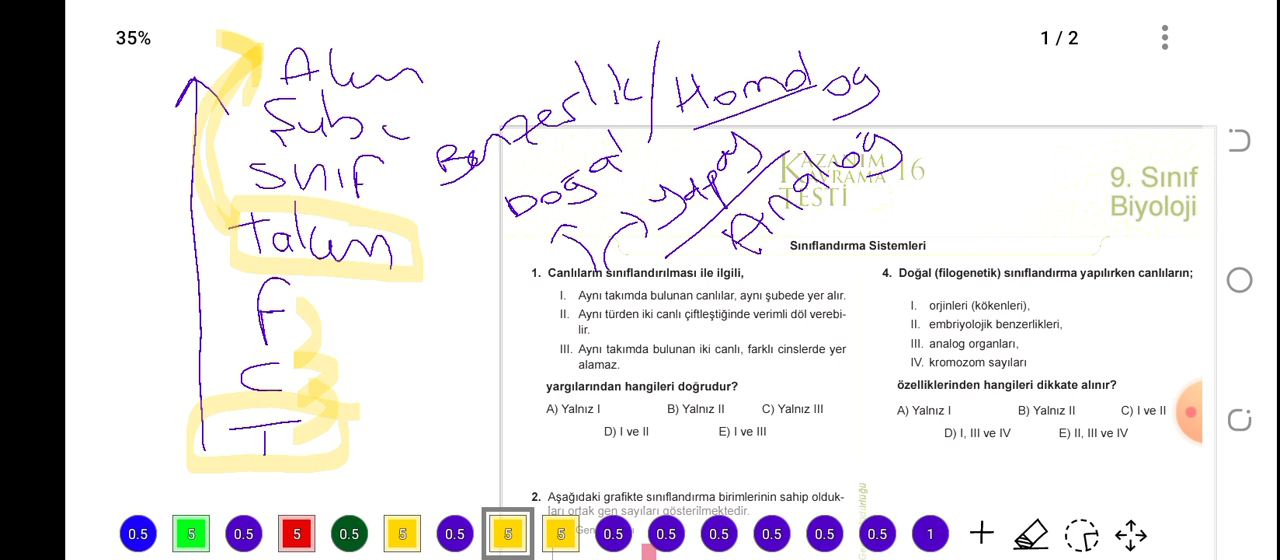 35%
1 / 2
Alem
Şube
Sınıf
Takım
F
C
T
Benzerlik / Homolog
Doğal
Yapay
Analog
KAZANIM
KAVRAMA
TESTİ
16
9. Sınıf
Biyoloji
Sınıflandırma Sistemleri
1. Canlıların sınıflandırılması ile ilgili,
I. Aynı takımda bulunan canlılar, aynı şubede yer alır.
II. Aynı türden iki canlı çiftleştiğinde verimli döl verebi-
lir.
III. Aynı takımda bulunan iki canlı, farklı cinslerde yer
alamaz.
yargılarından hangileri doğrudur?
A) Yalnız I B) Yalnız II C) Yalnız III
D) I ve II E) I ve III
2. Aşağıdaki grafikte sınıflandırma birimlerinin sahip olduk-
ları ortak gen sayıları gösterilmektedir.
4. Doğal (filogenetik) sınıflandırma yapılırken canlıların;
I. orjinleri (kökenleri),
II. embriyolojik benzerlikleri,
III. analog organları,
IV. kromozom sayıları
özelliklerinden hangileri dikkate alınır?
A) Yalnız I B) Yalnız II C) I ve II
D) I, III ve IV E) II, III ve IV
0.5 5 0.5 5 0.5 5 0.5 5 5 0.5 0.5 0.5 0.5 0.5 0.5 1